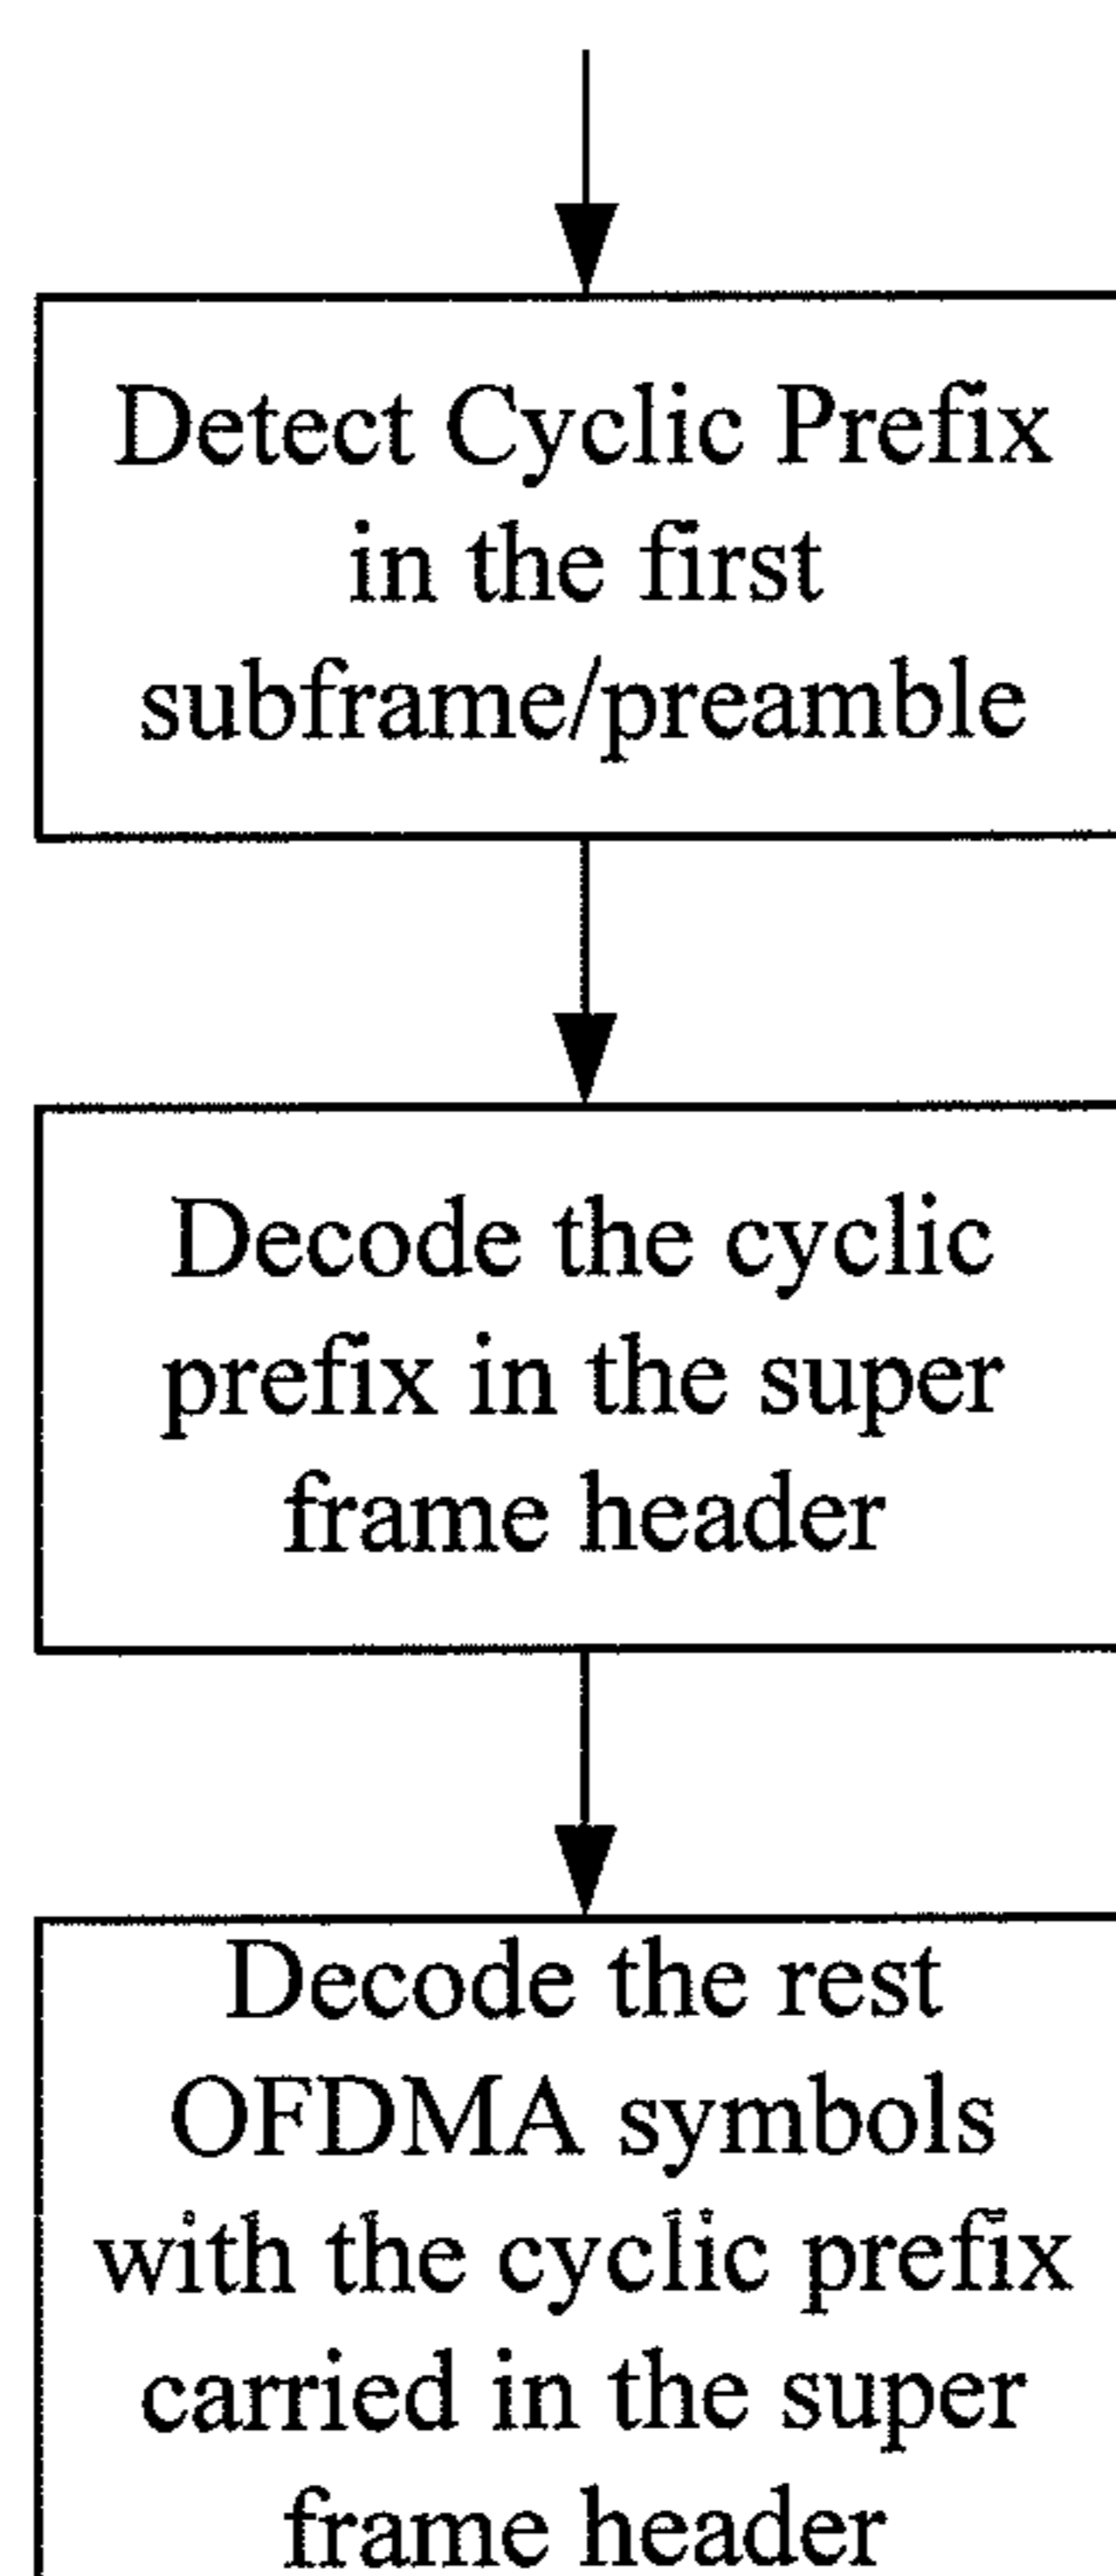 Detect Cyclic Prefix
in the first
subframe/preamble
Decode the cyclic
prefix in the super
frame header
Decode the rest
OFDMA symbols
with the cyclic prefix
carried in the super
frame header